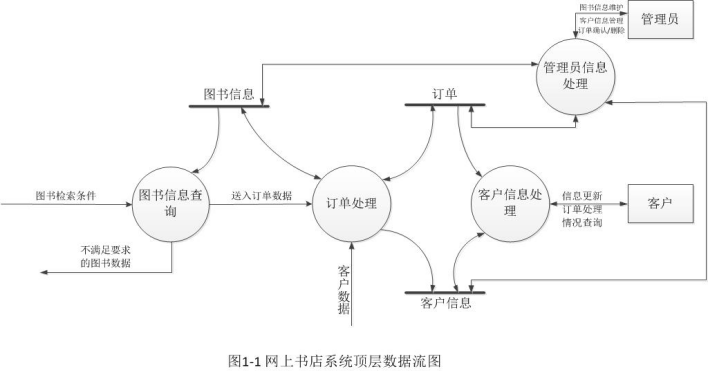 图书信息维护
客户信息管理
订单确认/删除
管理员
管理员信息
处理
图书信息
订单
图书检索条件
图书信息查
询
送入订单数据
订单处理
客户信息处
理
信息更新
订单处理
情况查询
客户
不满足要求
的图书数据
客户数据
客户信息
图1-1 网上书店系统顶层数据流图